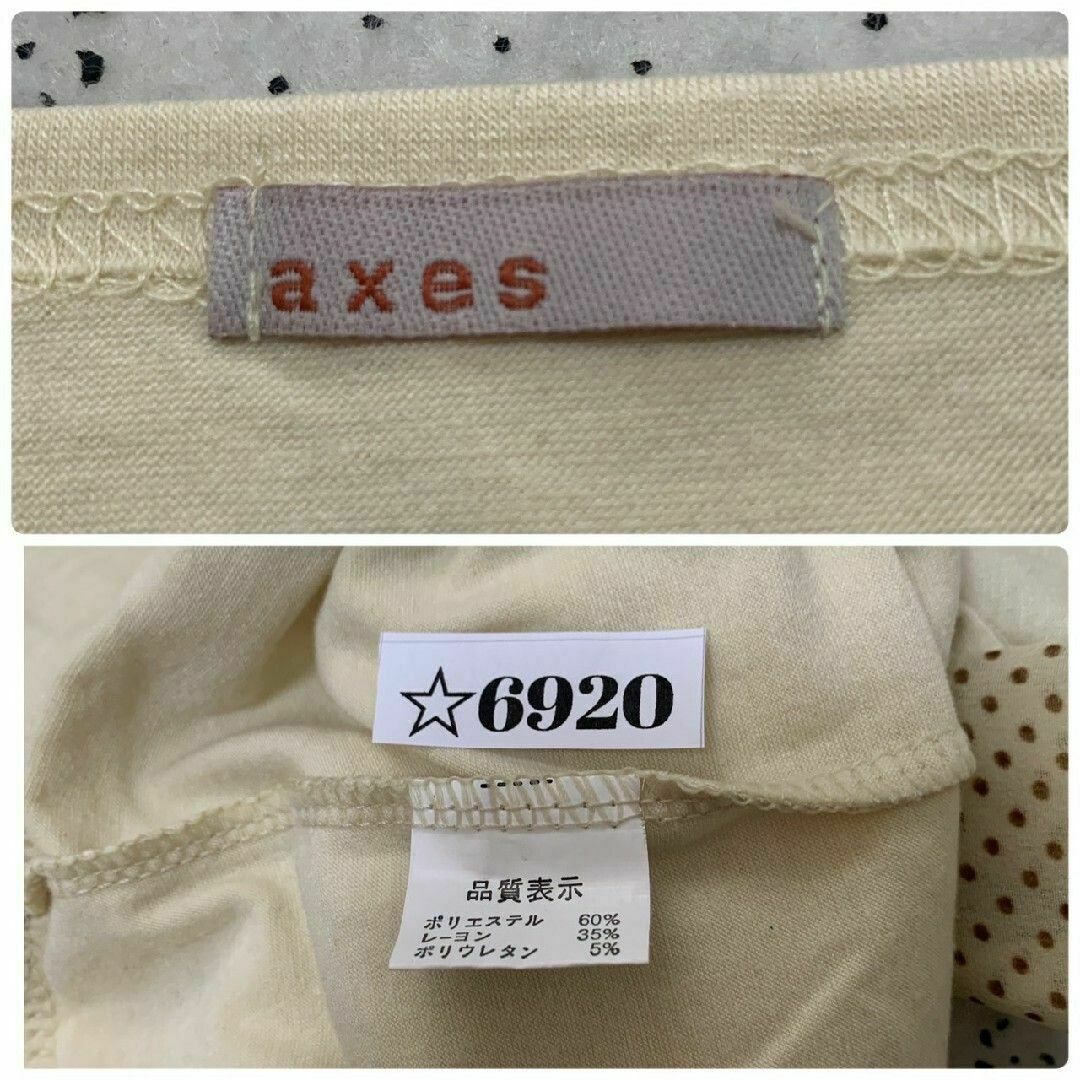 axes
☆6920
品質表示
ポリエステル 60%
レーヨン 35%
ポリウレタン 5%